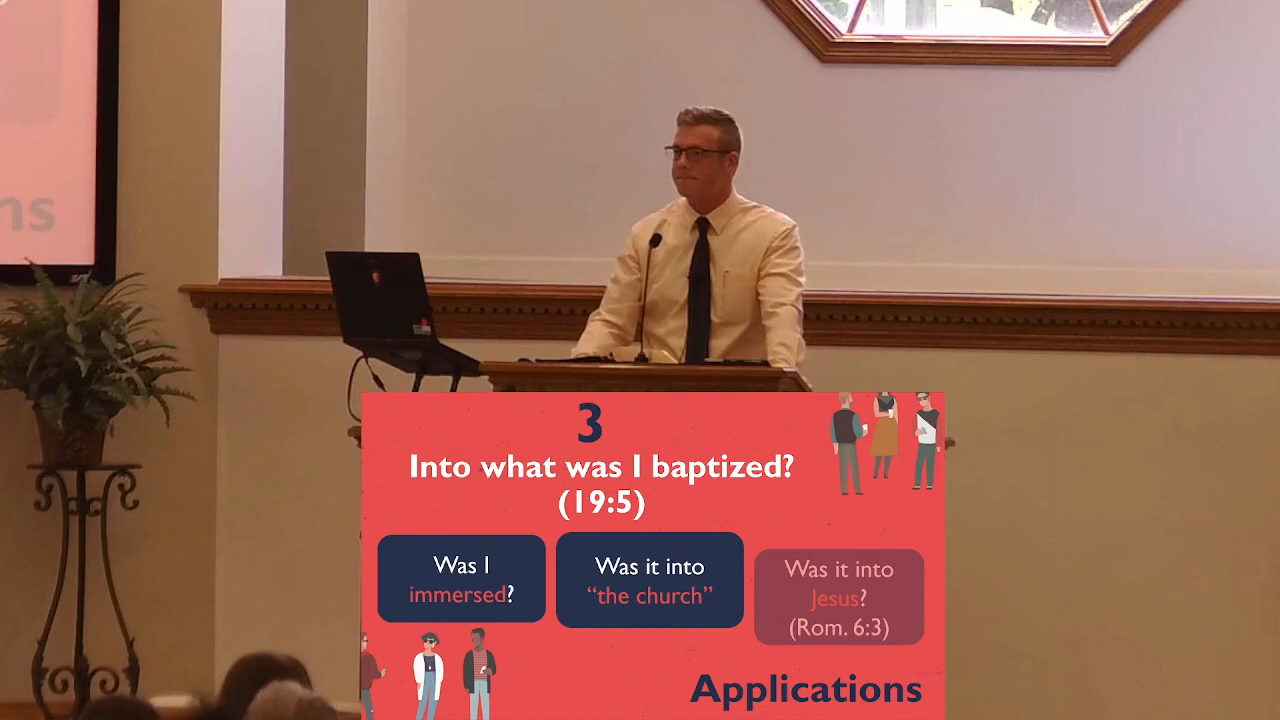 ns
3
Into what was I baptized?
(19:5)
Was I
immersed?
Was it into
“the church”
Was it into
Jesus?
(Rom. 6:3)
Applications